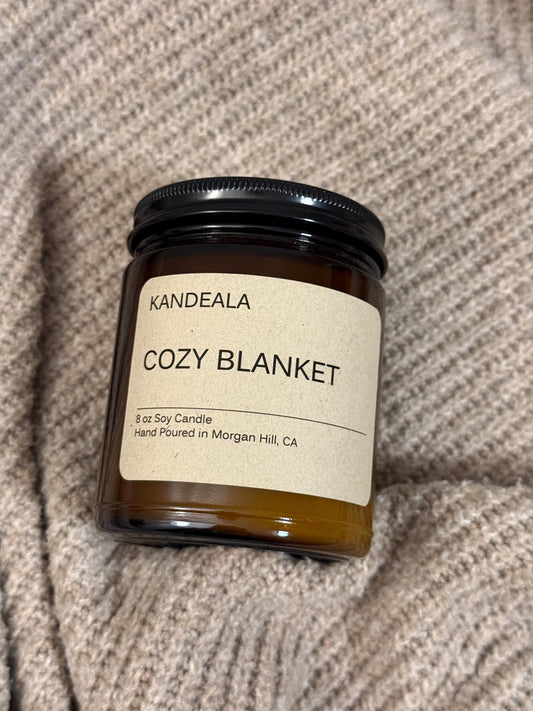 KANDEALA
COZY BLANKET
8 oz Soy Candle
Hand Poured in Morgan Hill, CA